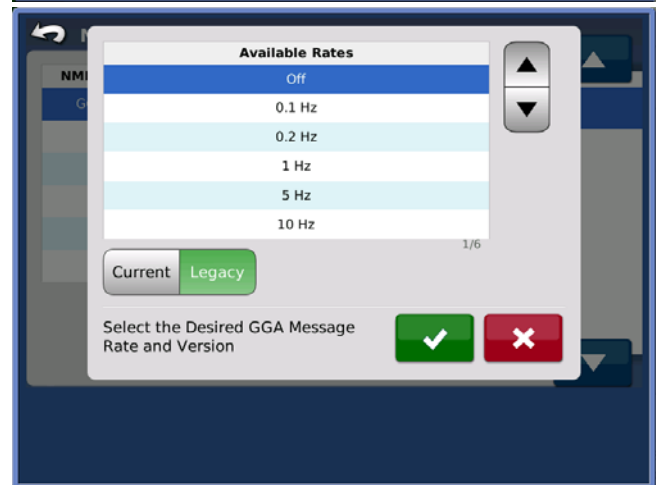 Available Rates
Off
0.1 Hz
0.2 Hz
1 Hz
5 Hz
10 Hz
1/6
Current Legacy
Select the Desired GGA Message
Rate and Version